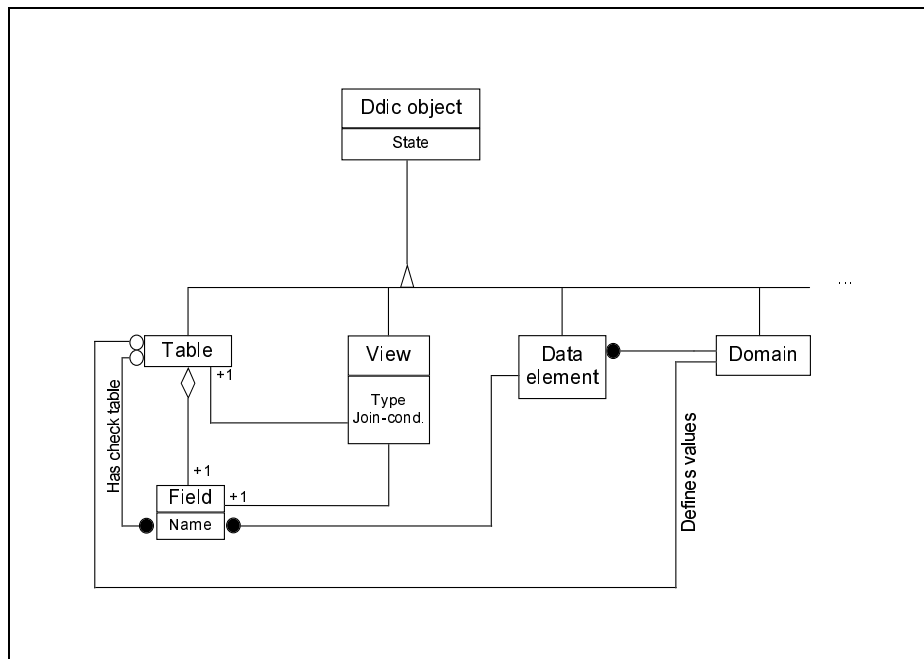 Ddic object
State
...
Table
View
Data
element
Domain
+1
Type
Join-cond.
Has check table
Defines values
+1
Field
+1
Name